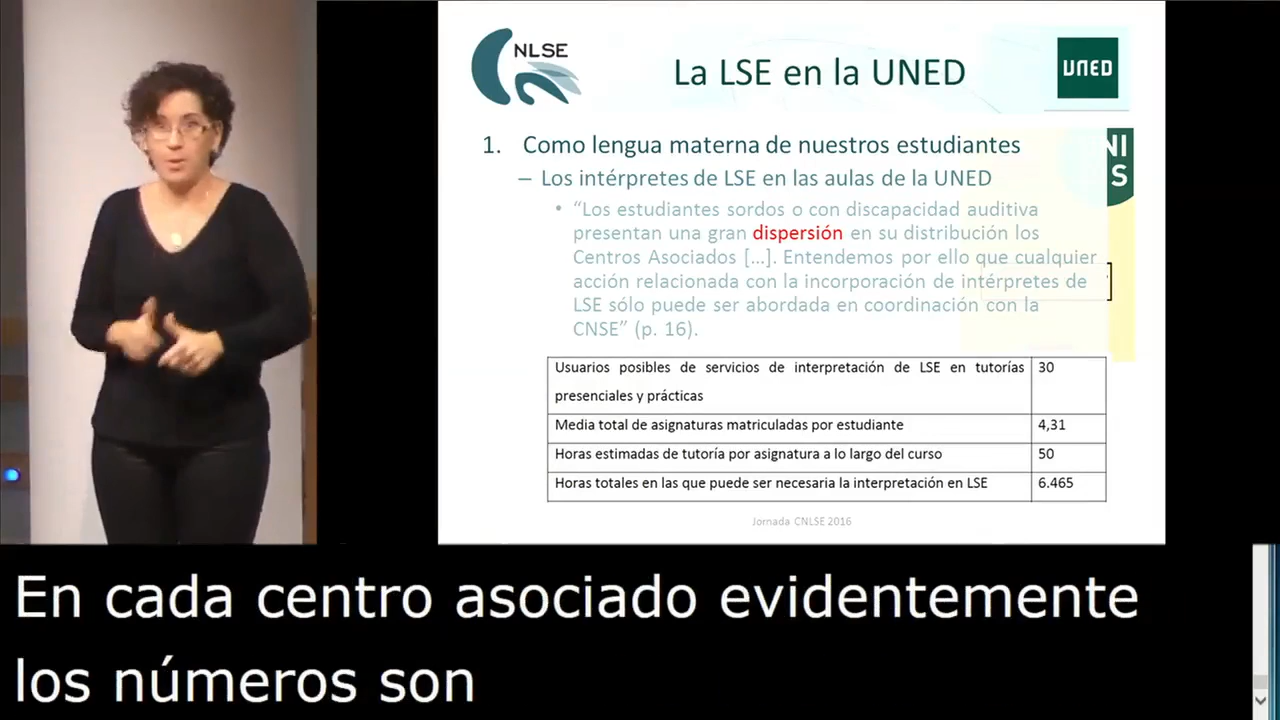 NLSE
La LSE en la UNED
UNED
1. Como lengua materna de nuestros estudiantes
NI
S
– Los intérpretes de LSE en las aulas de la UNED
• “Los estudiantes sordos o con discapacidad auditiva
presentan una gran dispersión en su distribución los
Centros Asociados […]. Entendemos por ello que cualquier
acción relacionada con la incorporación de intérpretes de
LSE sólo puede ser abordada en coordinación con la
CNSE” (p. 16).
Usuarios posibles de servicios de interpretación de LSE en tutorías 30
presenciales y prácticas
Media total de asignaturas matriculadas por estudiante 4,31
Horas estimadas de tutoría por asignatura a lo largo del curso 50
Horas totales en las que puede ser necesaria la interpretación en LSE 6.465
Jornada CNLSE 2016
En cada centro asociado evidentemente
los números son